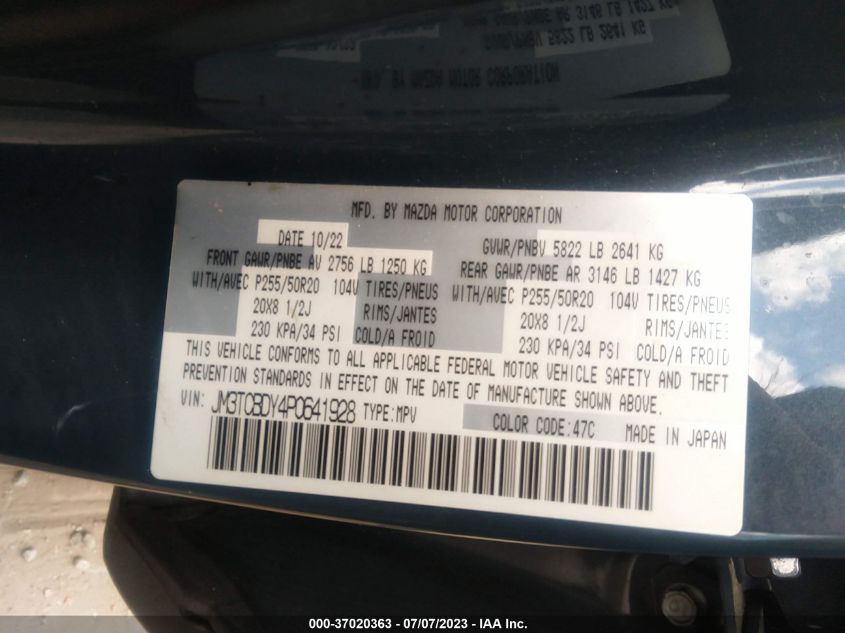 MFD. BY MAZDA MOTOR CORPORATION
DATE 10/22 GVWR/PNBV 5822 LB 2641 KG
FRONT GAWR/PNBE AV 2756 LB 1250 KG REAR GAWR/PNBE AR 3146 LB 1427 KG
WITH/AVEC P255/50R20 104V TIRES/PNEUS WITH/AVEC P255/50R20 104V TIRES/PNEUS
20X8 1/2J RIMS/JANTES 20X8 1/2J RIMS/JANTES
230 KPA/34 PSI COLD/A FROID 230 KPA/34 PSI COLD/A FROID
THIS VEHICLE CONFORMS TO ALL APPLICABLE FEDERAL MOTOR VEHICLE SAFETY AND THEFT
PREVENTION STANDARDS IN EFFECT ON THE DATE OF MANUFACTURE SHOWN ABOVE.
VIN: JM3TCBDY4P0641928 TYPE:MPV COLOR CODE:47C MADE IN JAPAN
000-37020363 - 07/07/2023 - IAA Inc.